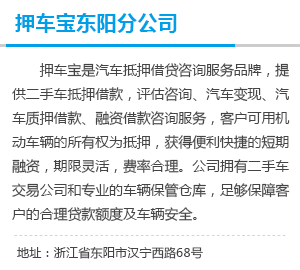 押车宝东阳分公司
押车宝是汽车抵押借贷咨询服务品牌，提
供二手车抵押借款，评估咨询、汽车变现、汽
车质押借款、融资借款咨询服务，客户可用机
动车辆的所有权为抵押，获得便利快捷的短期
融资，期限灵活，费率合理。公司拥有二手车
交易公司和专业的车辆保管仓库，足够保障客
户的合理贷款额度及车辆安全。
地址：浙江省东阳市汉宁西路68号